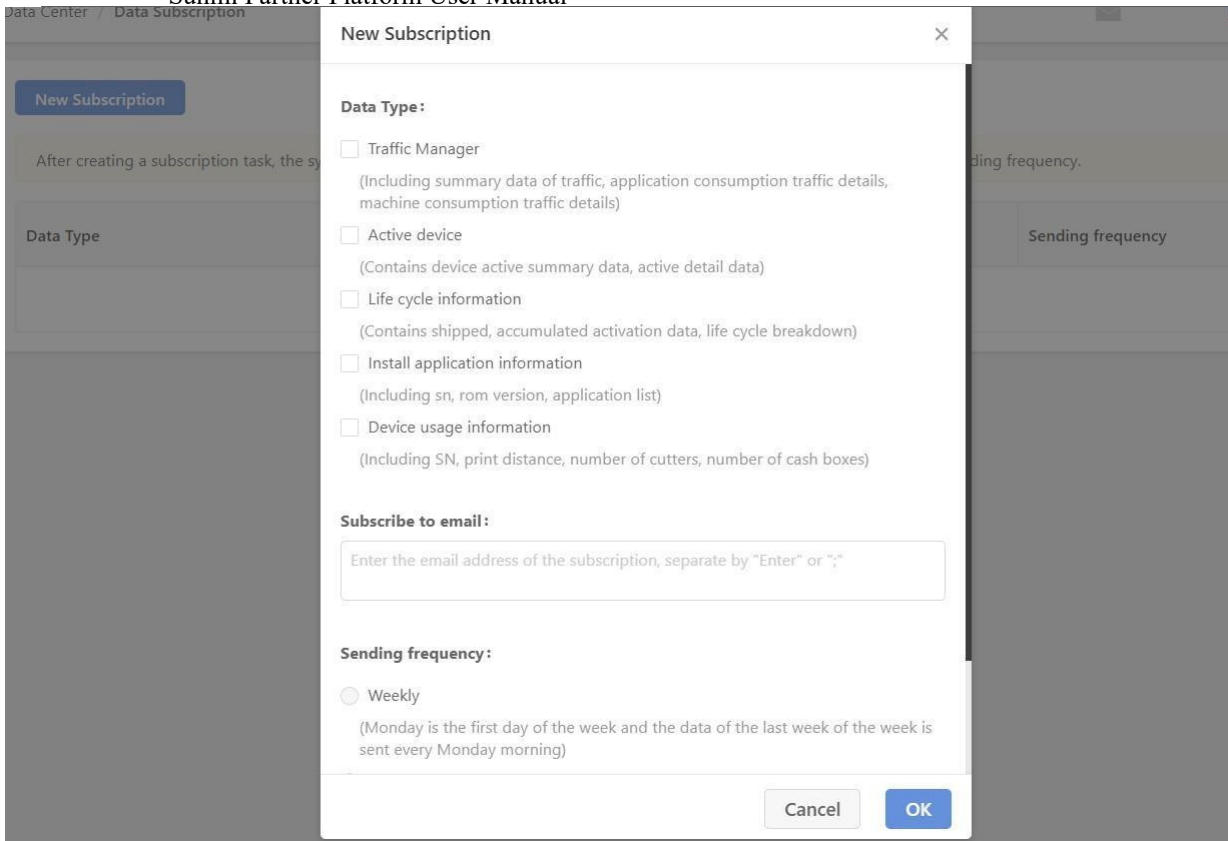 Sunmi Partner Platform User Manual
Data Center / Data Subscription
New Subscription
New Subscription
After creating a subscription task, the sy
ding frequency.
Data Type
Sending frequency
Data Type:
Traffic Manager
(Including summary data of traffic, application consumption traffic details,
machine consumption traffic details)
Active device
(Contains device active summary data, active detail data)
Life cycle information
(Contains shipped, accumulated activation data, life cycle breakdown)
Install application information
(Including sn, rom version, application list)
Device usage information
(Including SN, print distance, number of cutters, number of cash boxes)
Subscribe to email:
Enter the email address of the subscription, separate by "Enter" or ";"
Sending frequency:
Weekly
(Monday is the first day of the week and the data of the last week of the week is
sent every Monday morning)
Cancel
OK